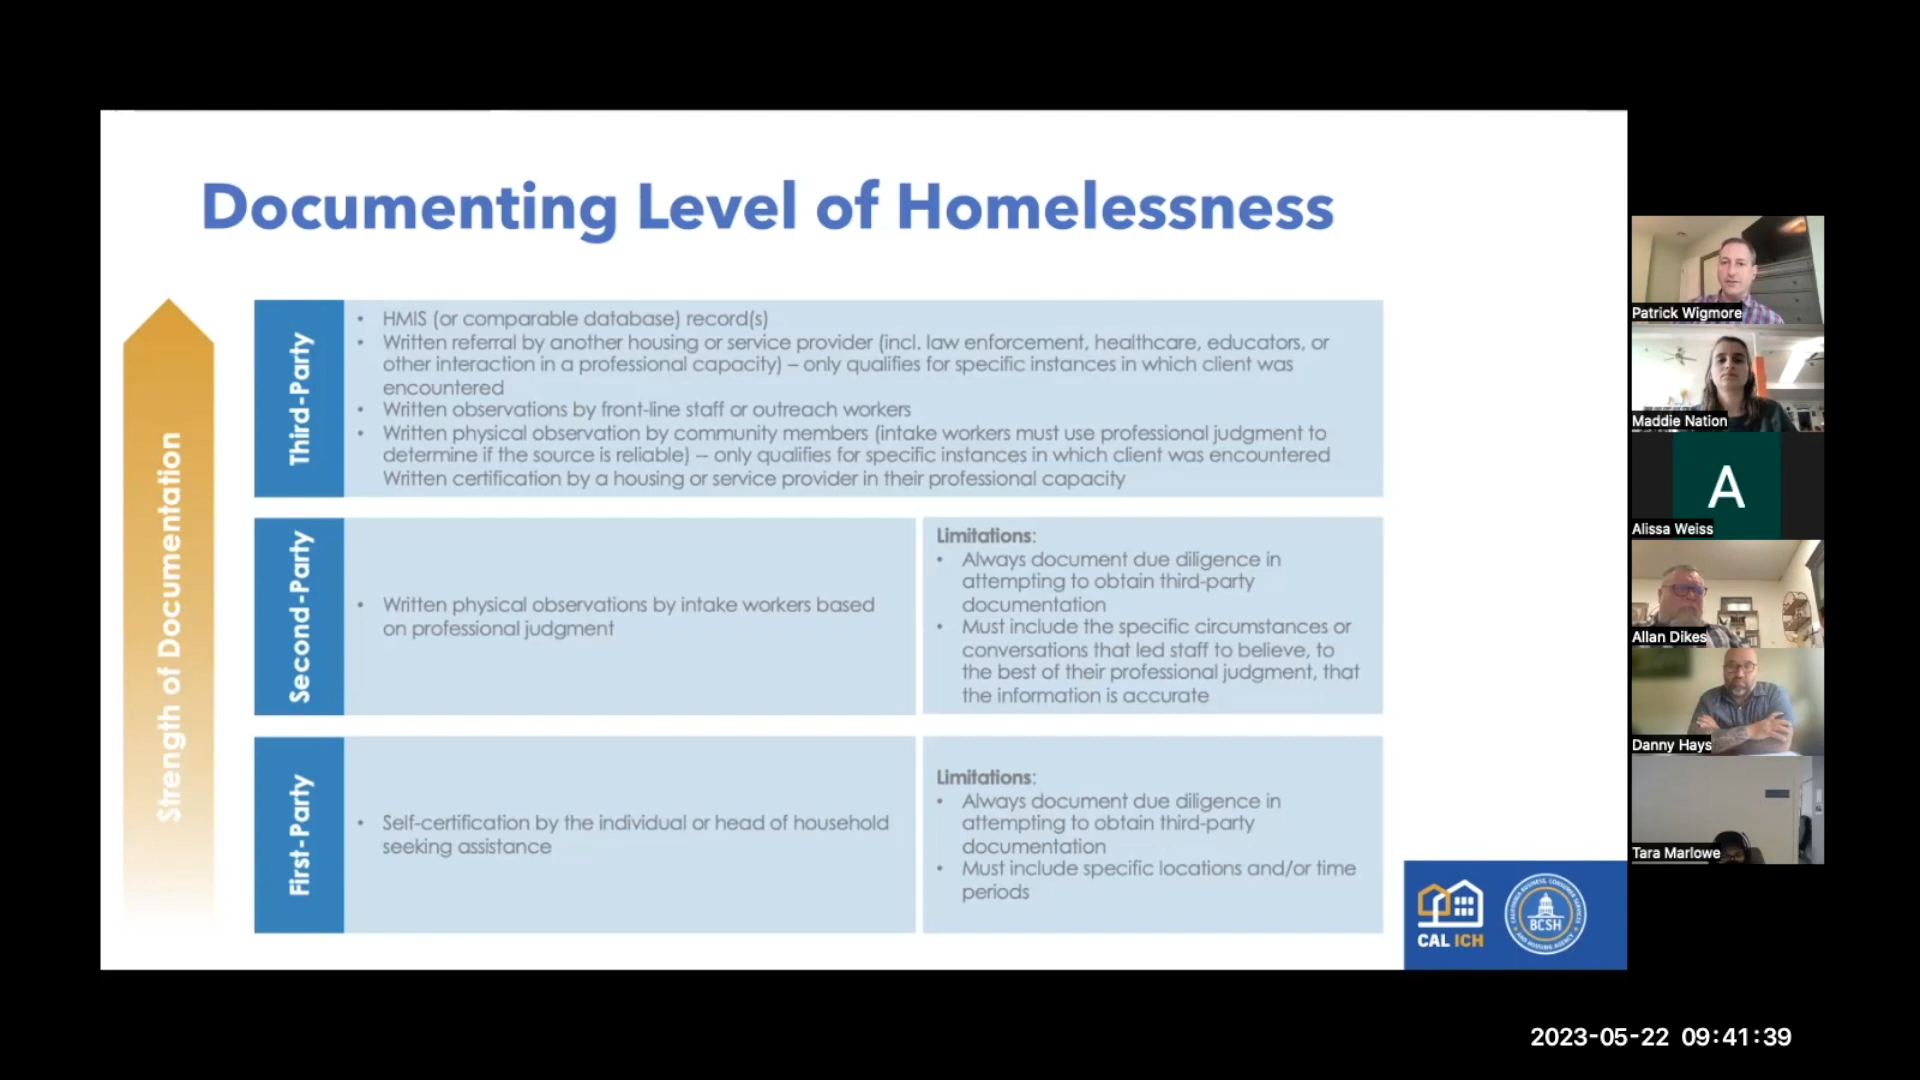 Documenting Level of Homelessness
Strength of Documentation
Third-Party
• HMIS (or comparable database) record(s)
• Written referral by another housing or service provider (incl. law enforcement, healthcare, educators, or
other interaction in a professional capacity) – only qualifies for specific instances in which client was
encountered
• Written observations by front-line staff or outreach workers
• Written physical observation by community members (intake workers must use professional judgment to
determine if the source is reliable) – only qualifies for specific instances in which client was encountered
Written certification by a housing or service provider in their professional capacity
Second-Party
• Written physical observations by intake workers based
on professional judgment
Limitations:
• Always document due diligence in
attempting to obtain third-party
documentation
• Must include the specific circumstances or
conversations that led staff to believe, to
the best of their professional judgment, that
the information is accurate
First-Party
• Self-certification by the individual or head of household
seeking assistance
Limitations:
• Always document due diligence in
attempting to obtain third-party
documentation
• Must include specific locations and/or time
periods
CAL ICH
CALIFORNIA BUSINESS, CONSUMER SERVICES
AND HOUSING AGENCY
BCSH
Patrick Wigmore
Maddie Nation
A
Alissa Weiss
Allan Dikes
Danny Hays
Tara Marlowe
2023-05-22 09:41:39